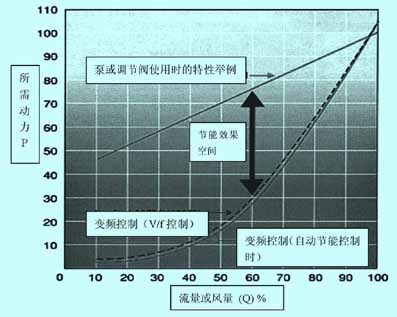 110
100
90
80
70
60
50
40
30
20
10
0
所
需
动
力
P
泵或调节阀使用时的特性举例
节能效果
空间
变频控制(V/f 控制)
变频控制(自动节能控制
时)
0 10 20 30 40 50 60 70 80 90 100
流量或风量 (Q) %